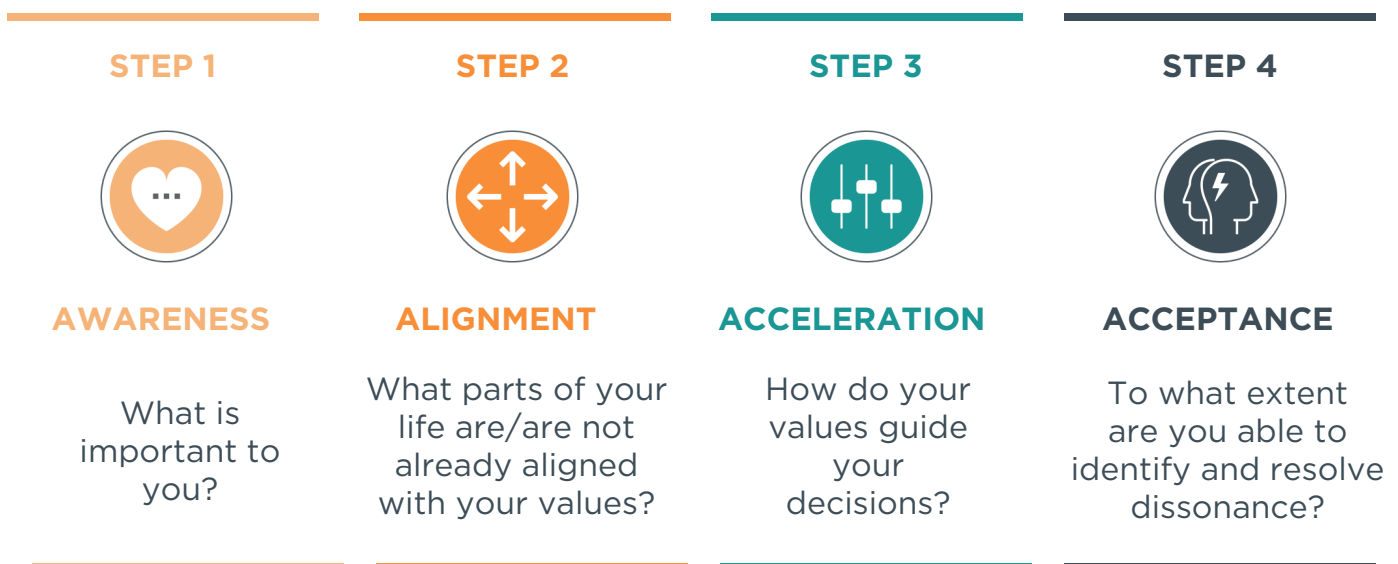 STEP 1
AWARENESS
What is
important to
you?
STEP 2
ALIGNMENT
What parts of your
life are/are not
already aligned
with your values?
STEP 3
ACCELERATION
How do your
values guide
your
decisions?
STEP 4
ACCEPTANCE
To what extent
are you able to
identify and resolve
dissonance?